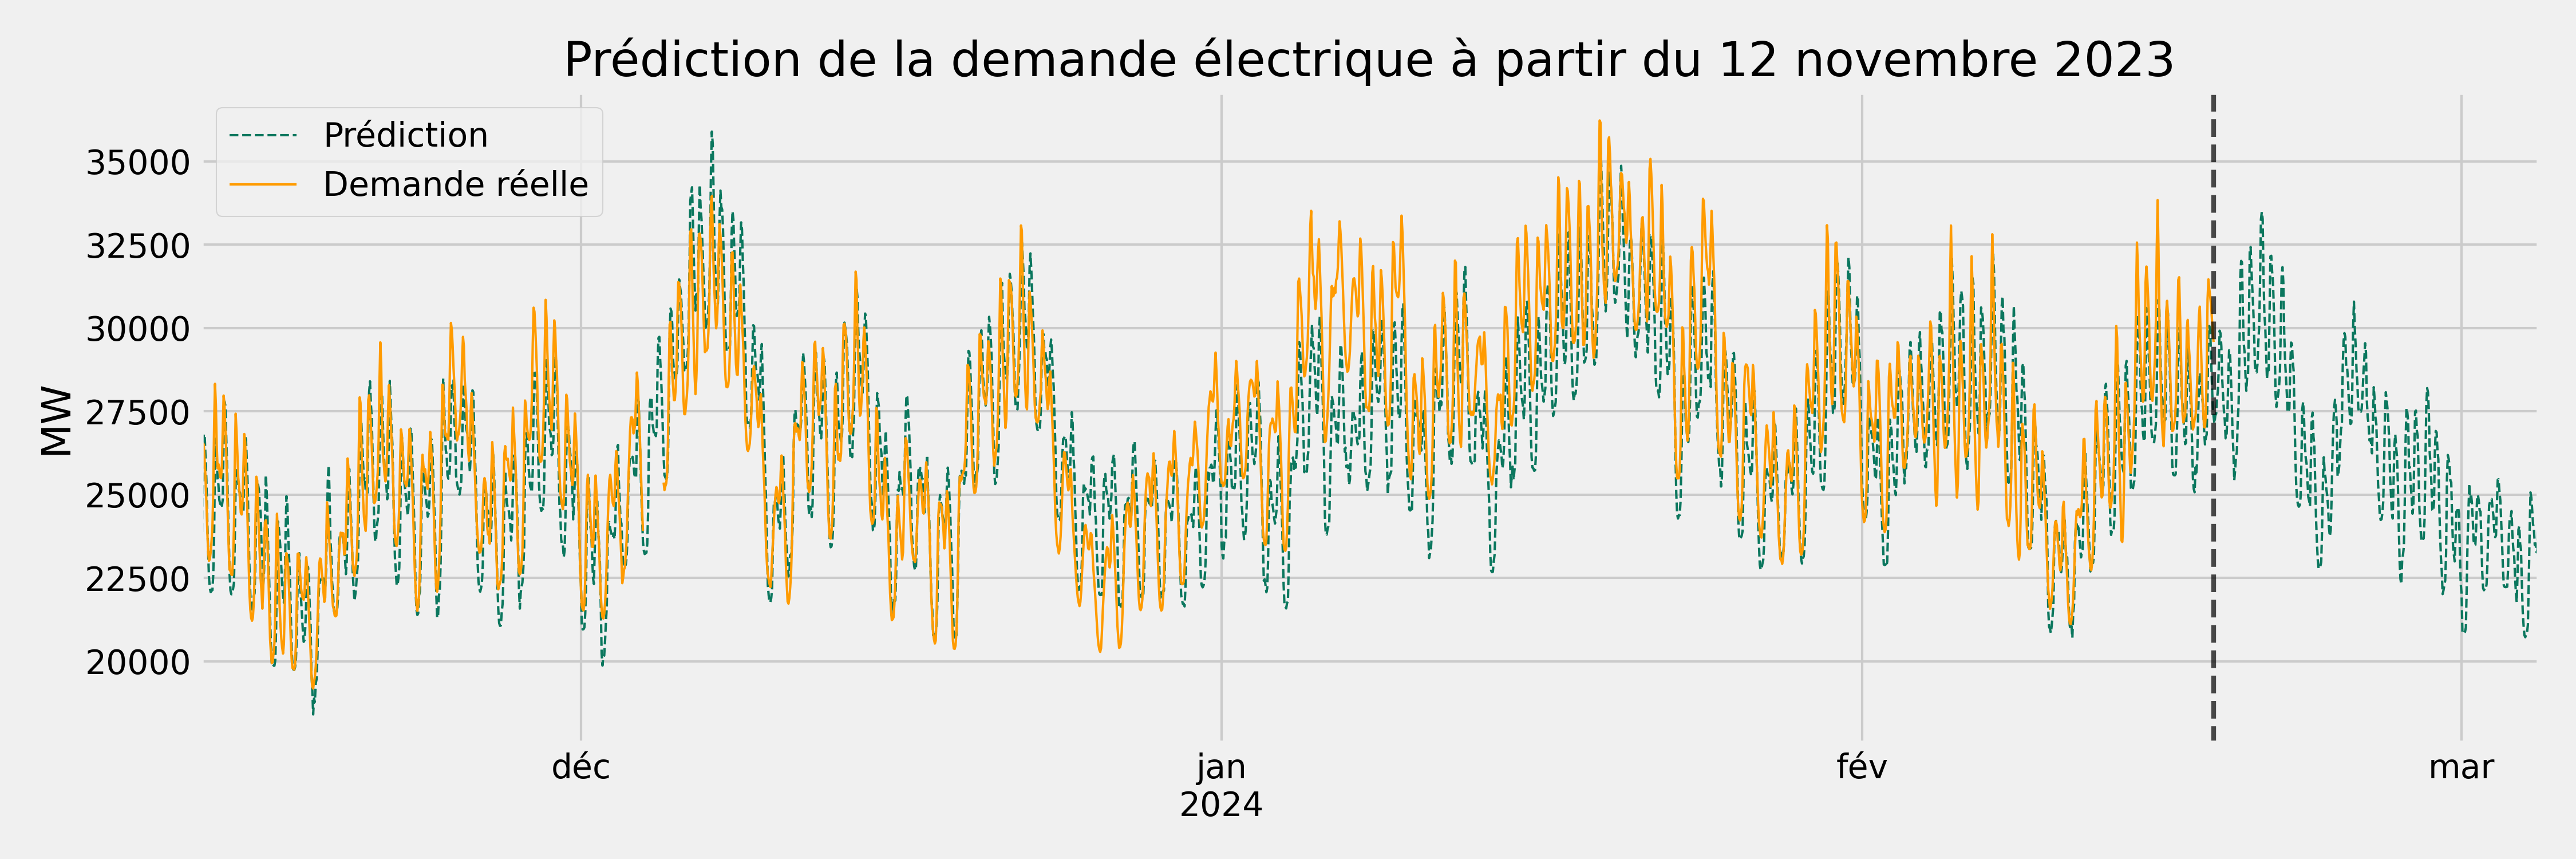 Prédiction de la demande électrique à partir du 12 novembre 2023
Prédiction
Demande réelle
MW
35000
32500
30000
27500
25000
22500
20000
déc
jan
2024
fév
mar